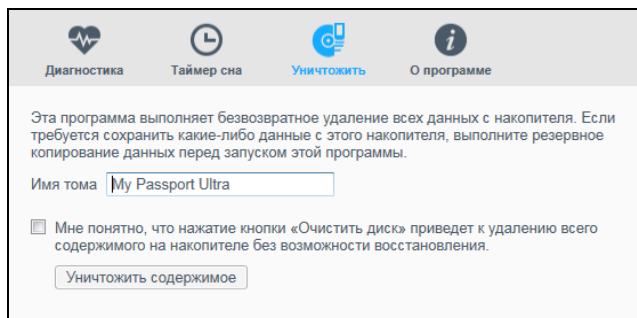 Диагностика Таймер сна Уничтожить О программе
Эта программа выполняет безвозвратное удаление всех данных с накопителя. Если
требуется сохранить какие-либо данные с этого накопителя, выполните резервное
копирование данных перед запуском этой программы.
Имя тома My Passport Ultra
Мне понятно, что нажатие кнопки «Очистить диск» приведет к удалению всего
содержимого на накопителе без возможности восстановления.
Уничтожить содержимое